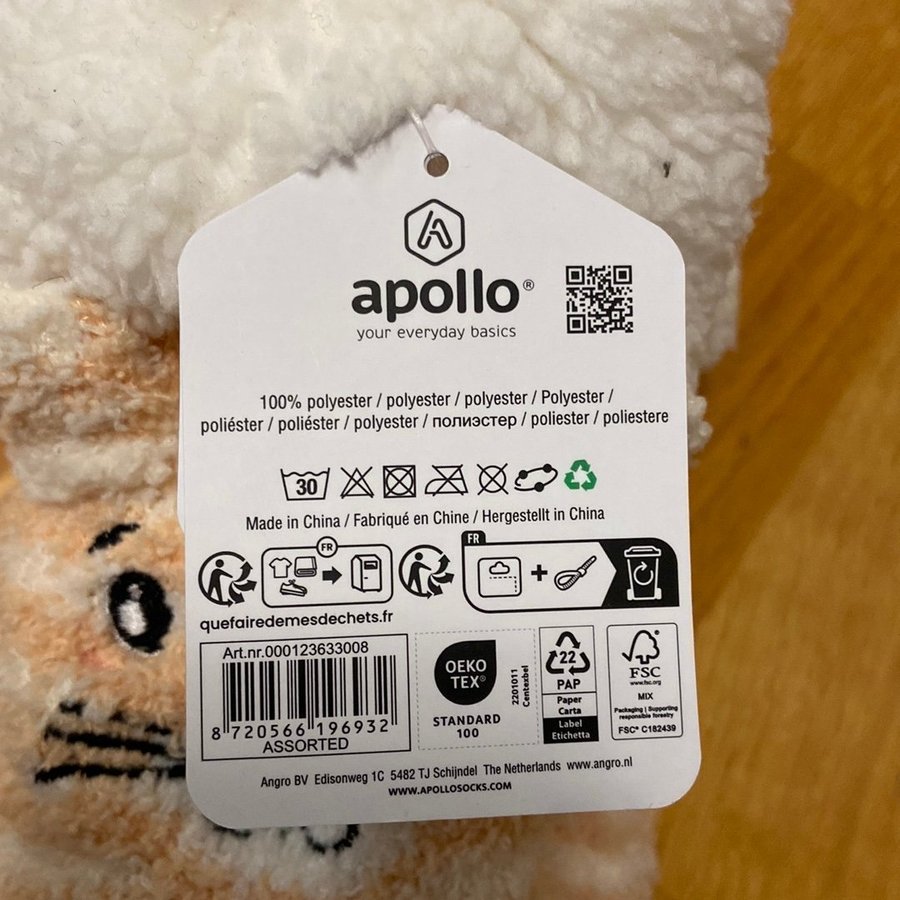 apollo®
your everyday basics
100% polyester / polyester / polyester / Polyester /
poliéster / poliéster / polyester / полиэстер / poliester / poliestere
30
Made in China / Fabriqué en Chine / Hergestellt in China
FR
FR
quefairedemesdechets.fr
Art.nr.000123633008
8 720566 196932
ASSORTED
OEKO
TEX®
STANDARD
100
2201011
Centexbel
22
PAP
Paper
Carta
Label
Etichetta
FSC
www.fsc.org
MIX
Packaging | Supporting
responsible forestry
FSC® C182439
Angro BV Edisonweg 1C 5482 TJ Schijndel The Netherlands www.angro.nl
www.APOLLOSOCKS.COM